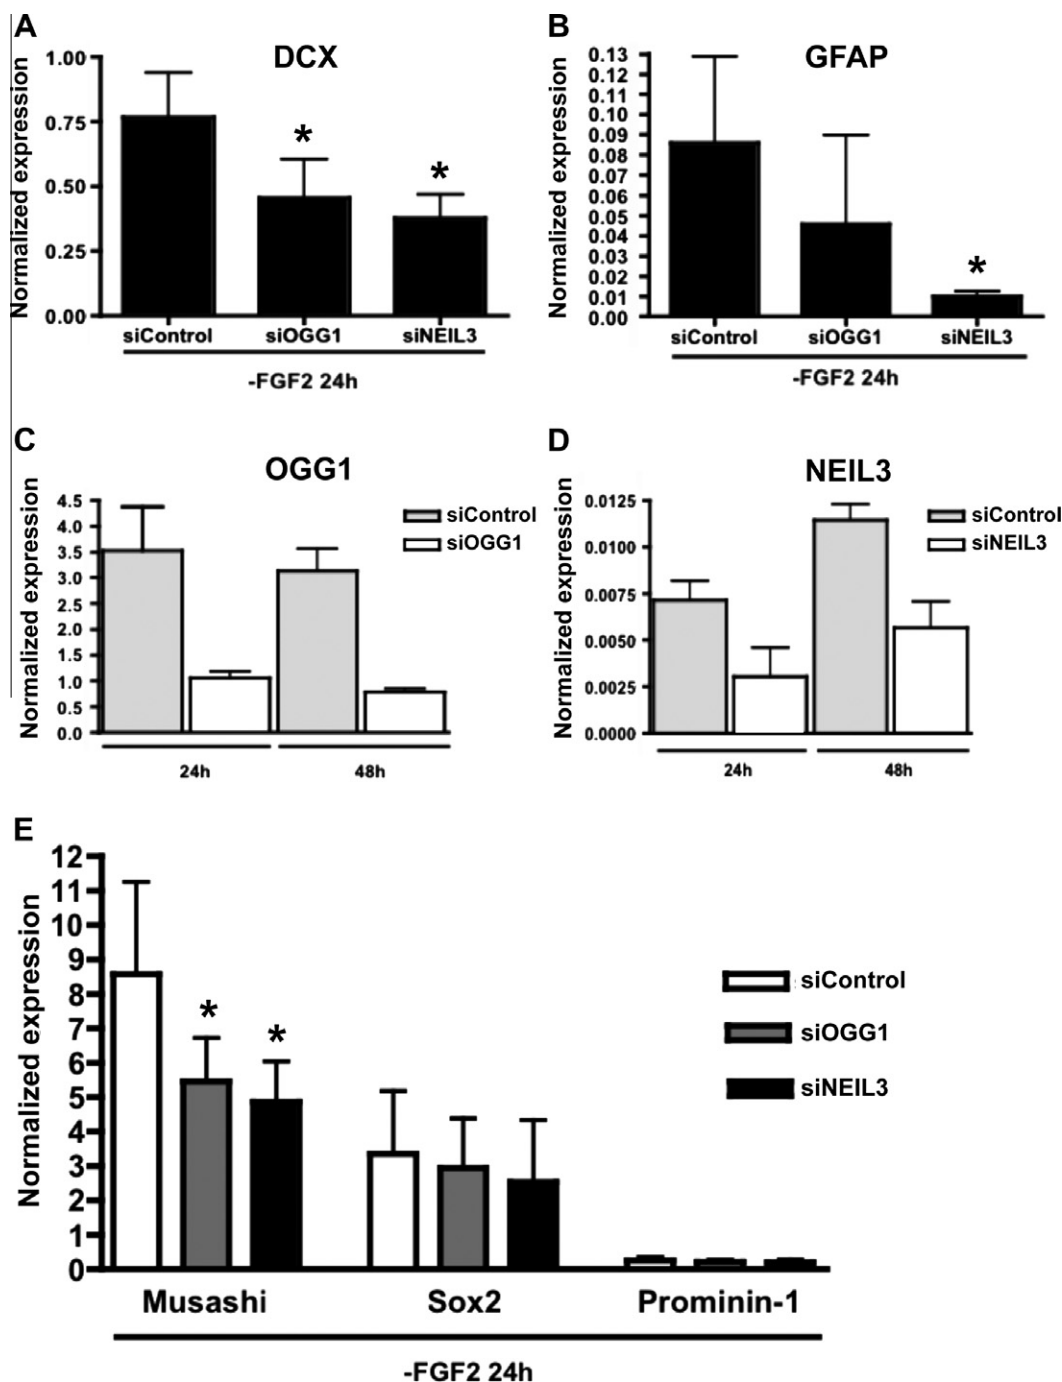 A
DCX
Normalized expression
1.00
0.75
0.50
0.25
0.00
*
*
siControl siOGG1 siNEIL3
-FGF2 24h
B
GFAP
Normalized expression
0.13
0.12
0.11
0.10
0.09
0.08
0.07
0.06
0.05
0.04
0.03
0.02
0.01
0.00
*
siControl siOGG1 siNEIL3
-FGF2 24h
C
OGG1
Normalized expression
4.5
4.0
3.5
3.0
2.5
2.0
1.5
1.0
0.5
0.0
siControl
siOGG1
24h 48h
D
NEIL3
Normalized expression
0.0125
0.0100
0.0075
0.0050
0.0025
0.0000
siControl
siNEIL3
24h 48h
E
Normalized expression
12
11
10
9
8
7
6
5
4
3
2
1
0
*
*
siControl
siOGG1
siNEIL3
Musashi Sox2 Prominin-1
-FGF2 24h